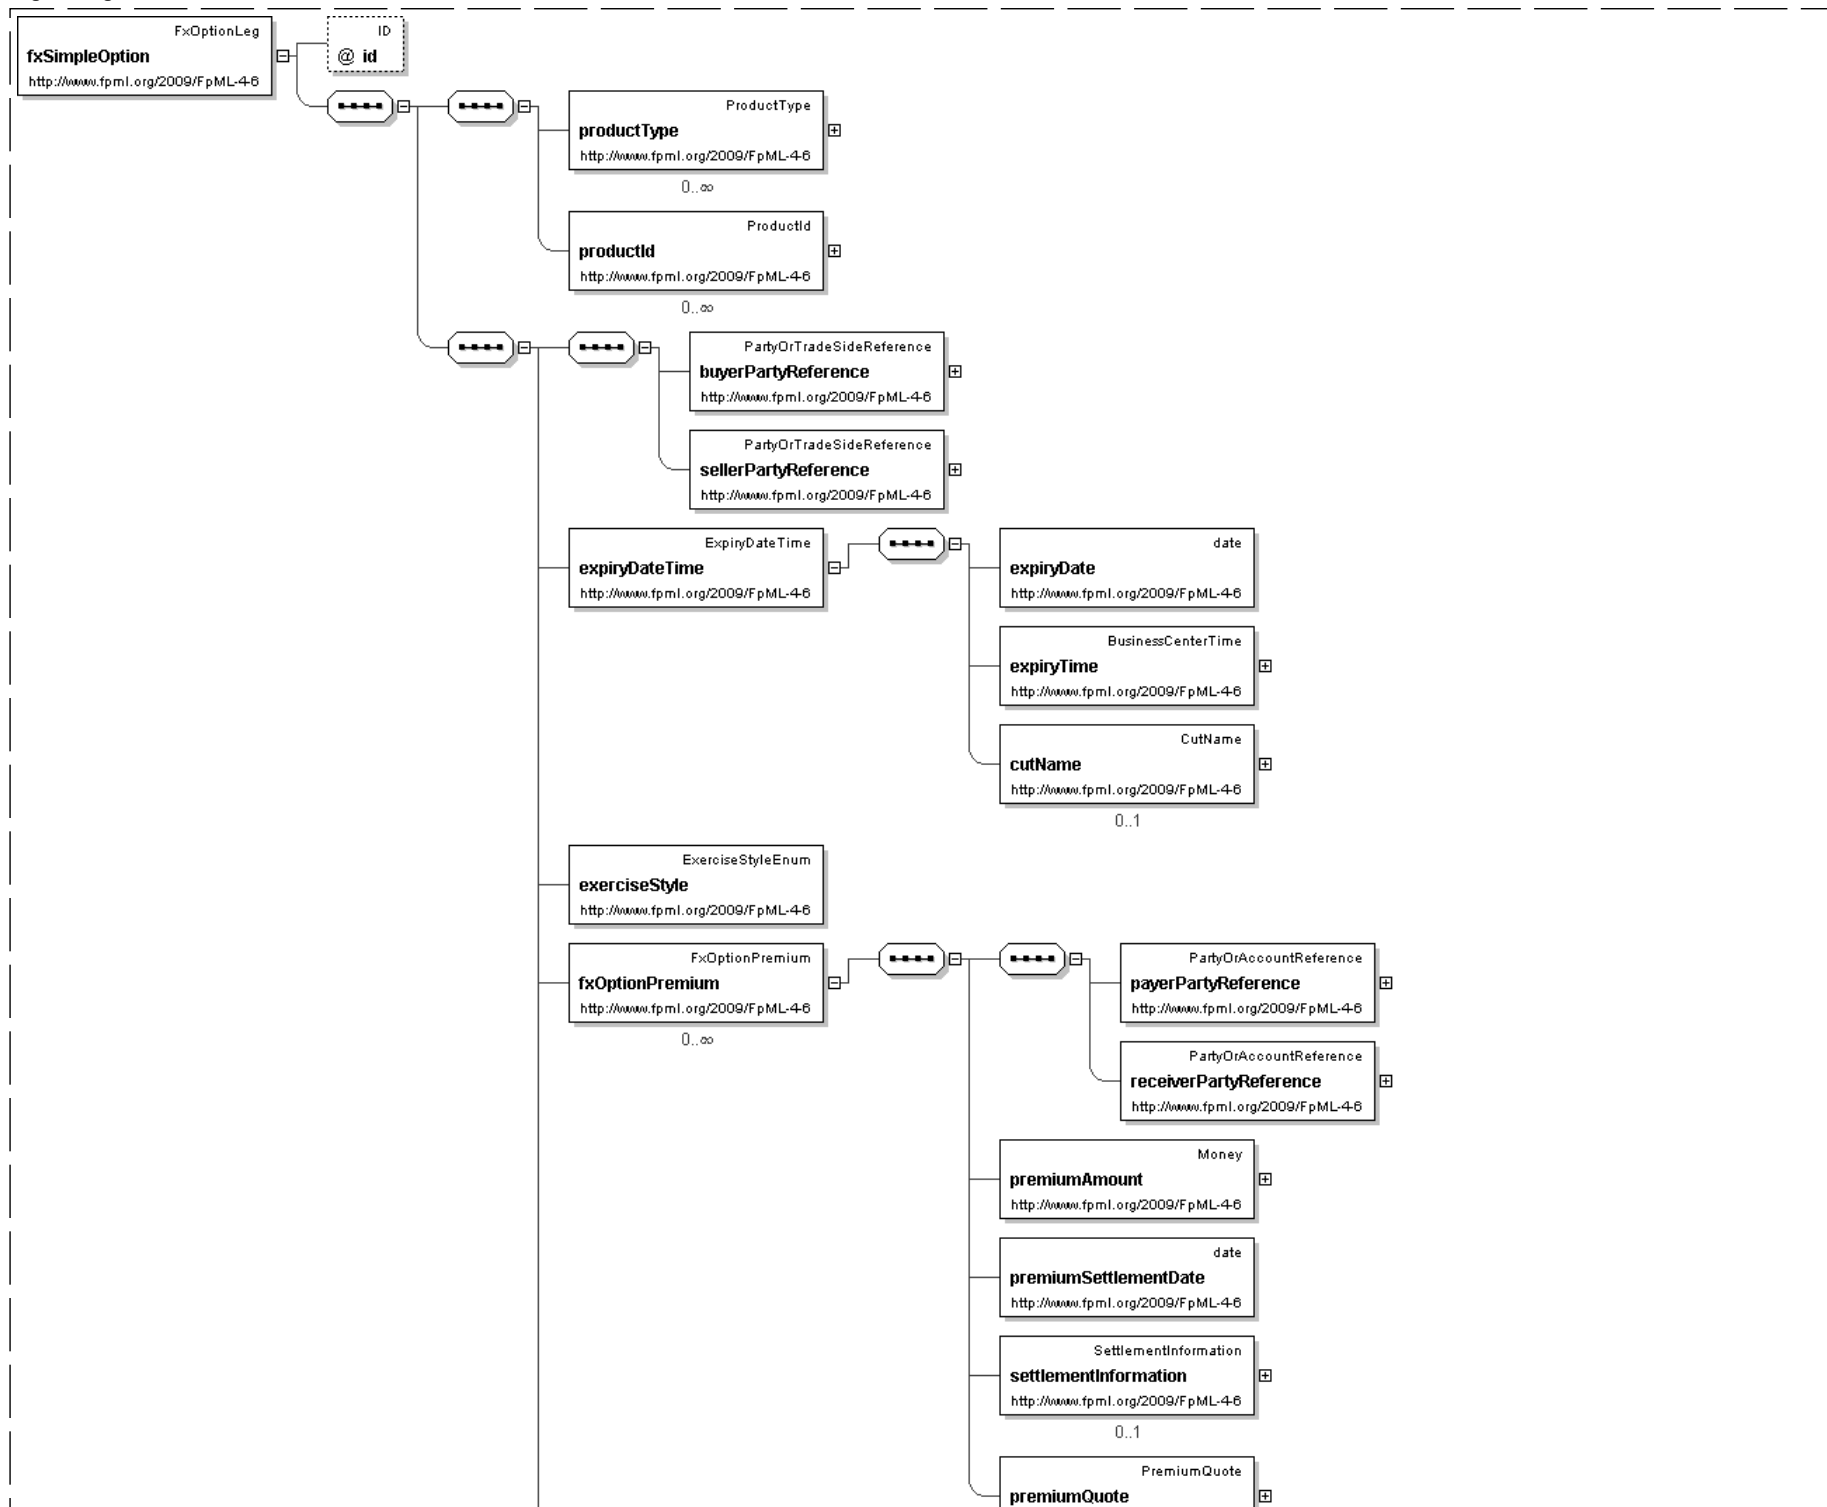 FxOptionLeg
fxSimpleOption
http://www.fpml.org/2009/FpML-4-6
ID
@ id
ProductType
productType
http://www.fpml.org/2009/FpML-4-6
0..∞
ProductId
productId
http://www.fpml.org/2009/FpML-4-6
0..∞
PartyOrTradeSideReference
buyerPartyReference
http://www.fpml.org/2009/FpML-4-6
PartyOrTradeSideReference
sellerPartyReference
http://www.fpml.org/2009/FpML-4-6
ExpiryDateTime
expiryDateTime
http://www.fpml.org/2009/FpML-4-6
date
expiryDate
http://www.fpml.org/2009/FpML-4-6
BusinessCenterTime
expiryTime
http://www.fpml.org/2009/FpML-4-6
CutName
cutName
http://www.fpml.org/2009/FpML-4-6
0..1
ExerciseStyleEnum
exerciseStyle
http://www.fpml.org/2009/FpML-4-6
FxOptionPremium
fxOptionPremium
http://www.fpml.org/2009/FpML-4-6
0..∞
PartyOrAccountReference
payerPartyReference
http://www.fpml.org/2009/FpML-4-6
PartyOrAccountReference
receiverPartyReference
http://www.fpml.org/2009/FpML-4-6
Money
premiumAmount
http://www.fpml.org/2009/FpML-4-6
date
premiumSettlementDate
http://www.fpml.org/2009/FpML-4-6
SettlementInformation
settlementInformation
http://www.fpml.org/2009/FpML-4-6
0..1
PremiumQuote
premiumQuote